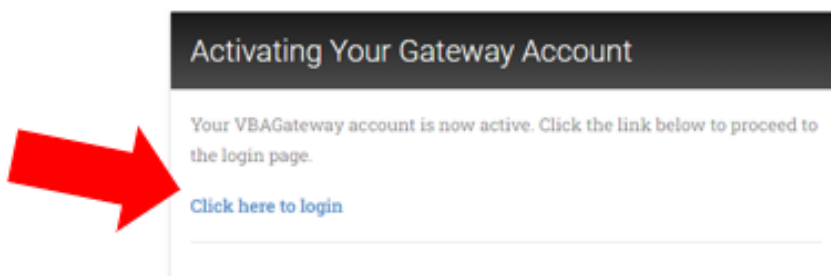 Activating Your Gateway Account
Your VBAGateway account is now active. Click the link below to proceed to
the login page.
Click here to login